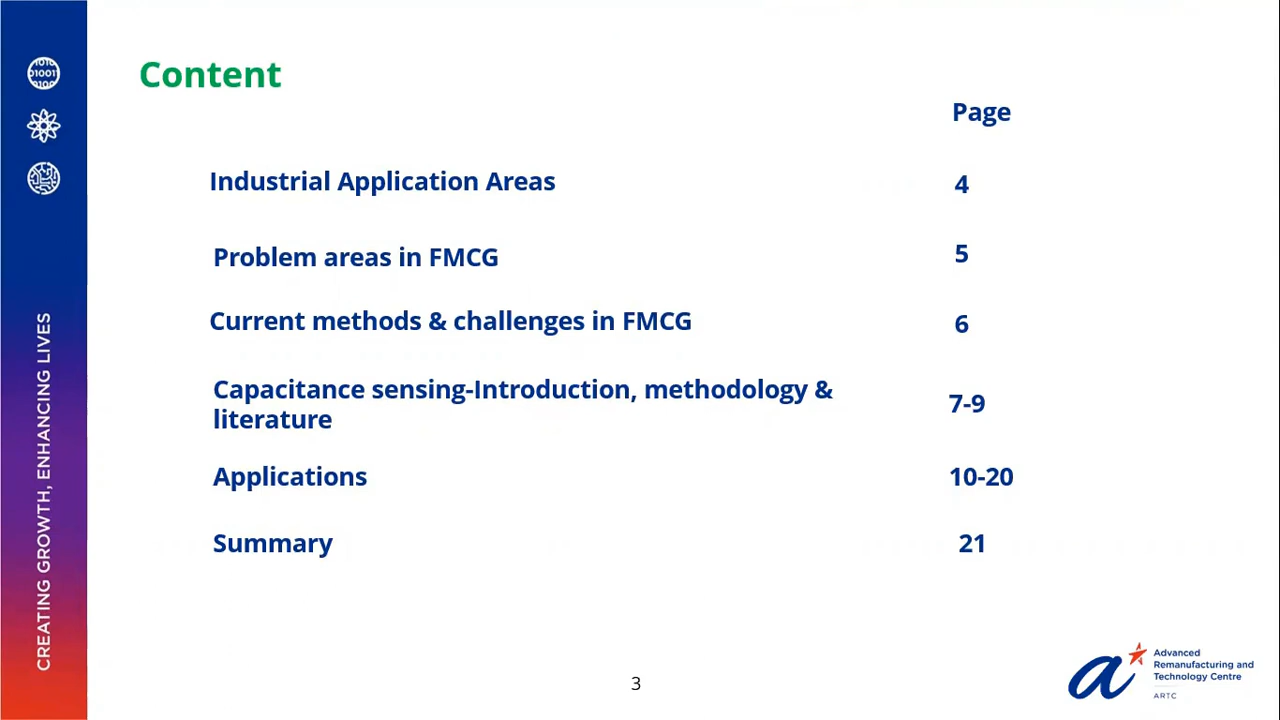 Content
Page
Industrial Application Areas 4
Problem areas in FMCG 5
Current methods & challenges in FMCG 6
Capacitance sensing-Introduction, methodology &
literature 7-9
Applications 10-20
Summary 21
CREATING GROWTH, ENHANCING LIVES
3
Advanced
Remanufacturing and
Technology Centre
ARTC